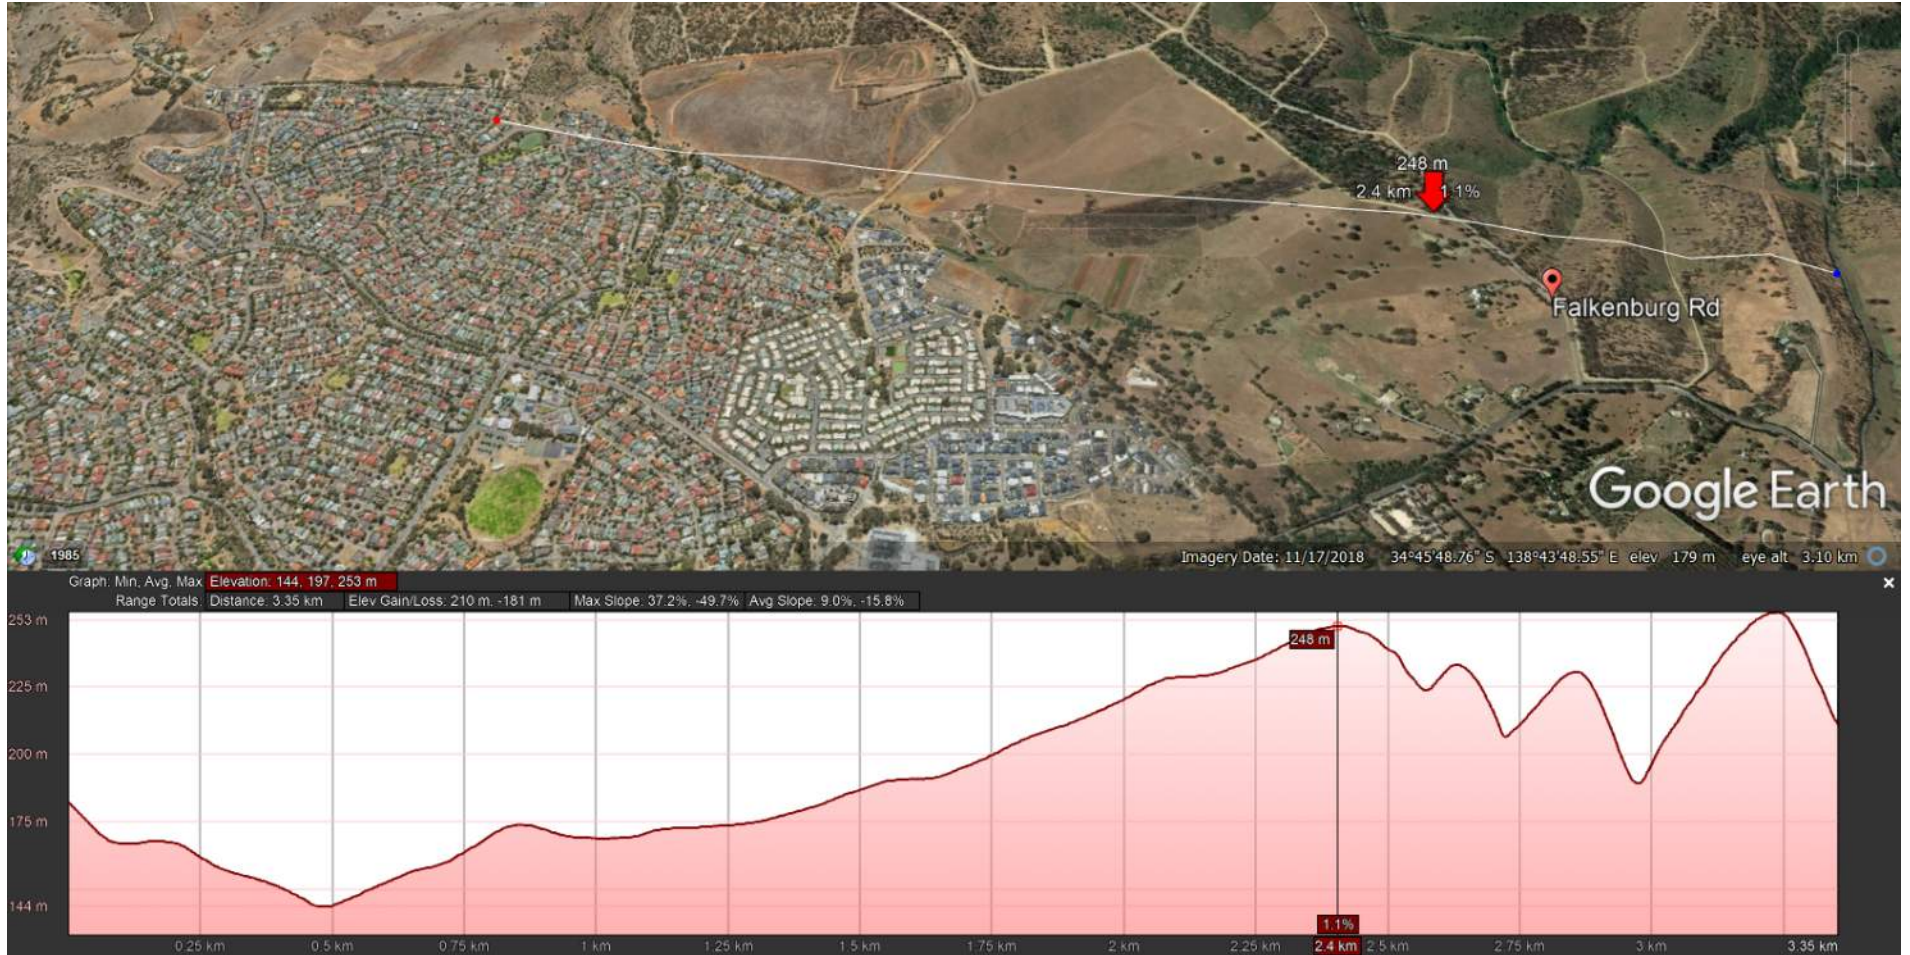 248 m
2.4 km 1.1%
Falkenburg Rd
Google Earth
1985
Imagery Date: 11/17/2018 34°45'48.76" S 138°43'48.55" E elev 179 m eye alt 3.10 km
Graph: Min, Avg, Max Elevation: 144, 197, 253 m
Range Totals: Distance: 3.35 km Elev Gain/Loss: 210 m, -181 m Max Slope: 37.2%, -49.7% Avg Slope: 9.0%, -15.8%
253 m
248 m
225 m
200 m
175 m
144 m
1.1%
0.25 km 0.5 km 0.75 km 1 km 1.25 km 1.5 km 1.75 km 2 km 2.25 km 2.4 km 2.5 km 2.75 km 3 km 3.35 km